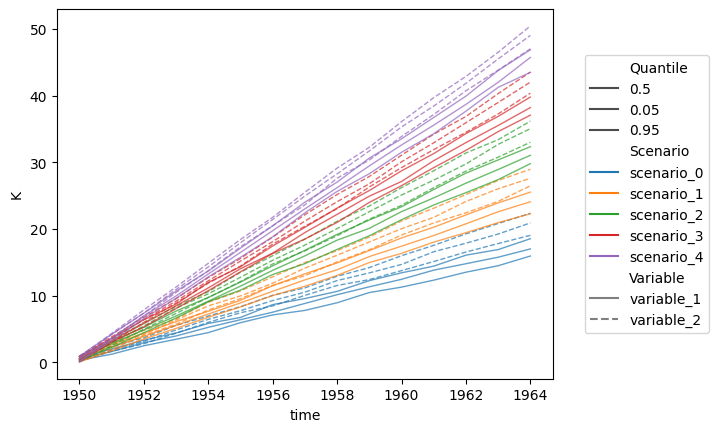 50
40
30
20
10
0
K
1950 1952 1954 1956 1958 1960 1962 1964
time
Quantile
0.5
0.05
0.95
Scenario
scenario_0
scenario_1
scenario_2
scenario_3
scenario_4
Variable
variable_1
variable_2